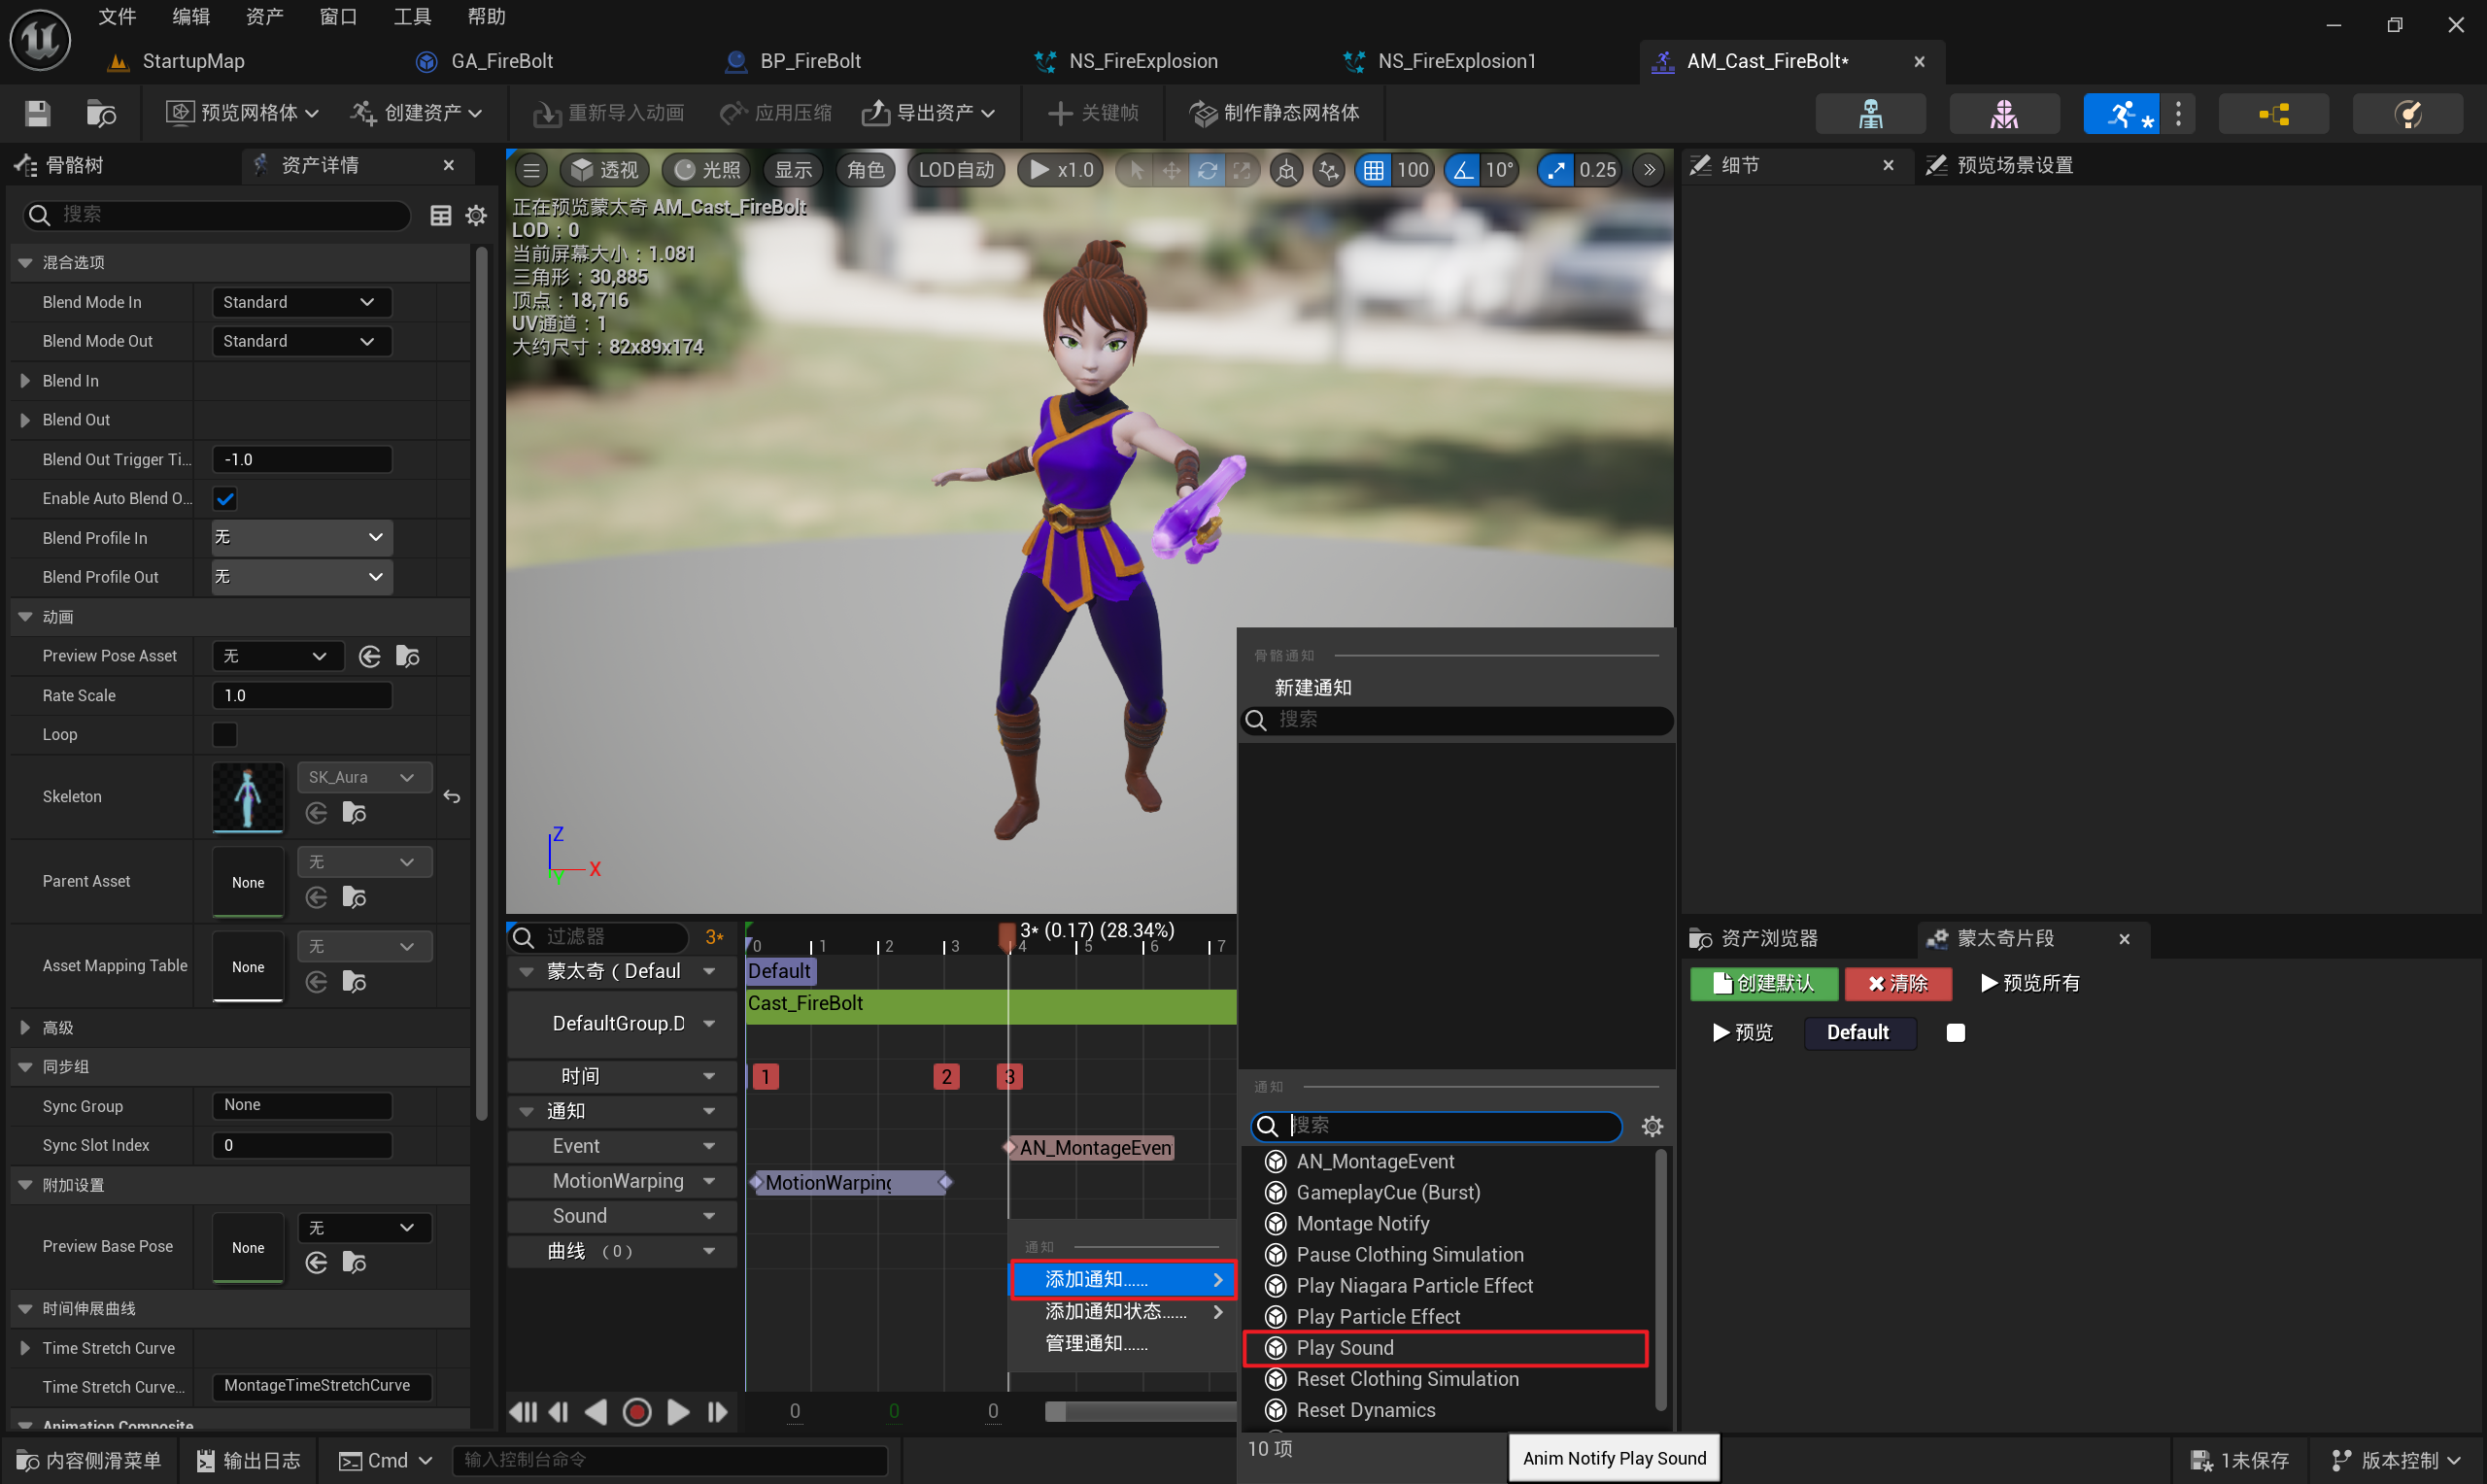 文件 编辑 资产 窗口 工具 帮助
StartupMap GA_FireBolt BP_FireBolt NS_FireExplosion NS_FireExplosion1 AM_Cast_FireBolt*
预览网格体 创建资产 重新导入动画 应用压缩 导出资产 关键帧 制作静态网格体
骨骼树 资产详情
搜索
混合选项
Blend Mode In Standard
Blend Mode Out Standard
Blend In
Blend Out
Blend Out Trigger Ti... -1.0
Enable Auto Blend O...
Blend Profile In 无
Blend Profile Out 无
动画
Preview Pose Asset 无
Rate Scale 1.0
Loop
Skeleton SK_Aura
Parent Asset None 无
Asset Mapping Table None 无
高级
同步组
Sync Group None
Sync Slot Index 0
附加设置
Preview Base Pose None 无
时间伸展曲线
Time Stretch Curve
Time Stretch Curve... MontageTimeStretchCurve
Animation Composite
透视 光照 显示 角色 LOD自动 x1.0 100 10° 0.25
正在预览蒙太奇 AM_Cast_FireBolt
LOD：0
当前屏幕大小：1.081
三角形：30,885
顶点：18,716
UV通道：1
大约尺寸：82x89x174
Z
X
Y
过滤器 3*
3* (0.17) (28.34%)
0 1 2 3 4 5 6 7
蒙太奇（Defaul Default
Cast_FireBolt
DefaultGroup.D
时间 1 2 3
通知
Event AN_MontageEven
MotionWarping MotionWarping
Sound
曲线 （0）
通知
添加通知......
添加通知状态......
管理通知......
0 0 0
骨骼通知
新建通知
搜索
通知
搜索
AN_MontageEvent
GameplayCue (Burst)
Montage Notify
Pause Clothing Simulation
Play Niagara Particle Effect
Play Particle Effect
Play Sound
Reset Clothing Simulation
Reset Dynamics
10 项
Anim Notify Play Sound
细节 预览场景设置
资产浏览器 蒙太奇片段
创建默认 清除 预览所有
预览 Default
内容侧滑菜单 输出日志 Cmd 输入控制台命令 1未保存 版本控制